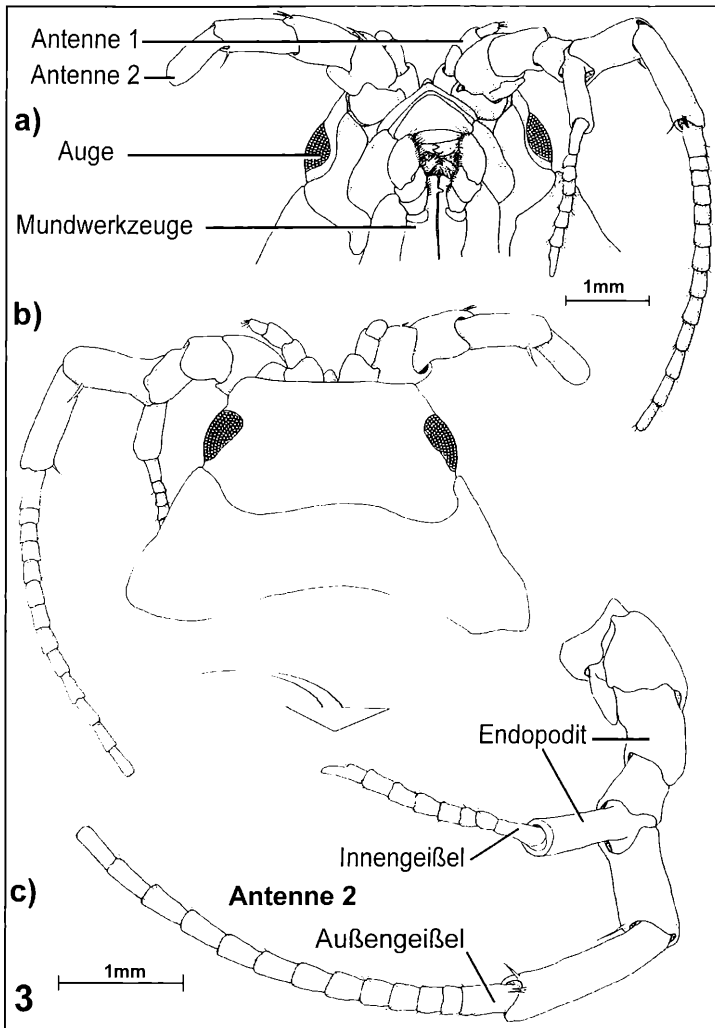 Antenne 1
Antenne 2
a)
Auge
Mundwerkzeuge
1mm
b)
Endopodit
Innengeißel
c)
Antenne 2
Außengeißel
1mm
3